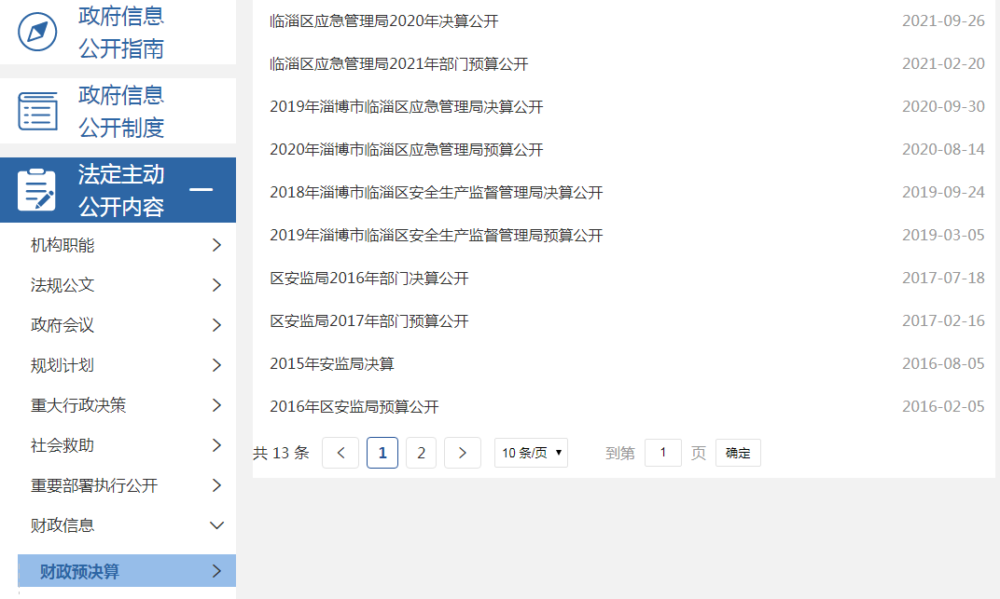 政府信息
公开指南
政府信息
公开制度
法定主动
公开内容
机构职能
法规公文
政府会议
规划计划
重大行政决策
社会救助
重要部署执行公开
财政信息
财政预决算
临淄区应急管理局2020年决算公开 2021-09-26
临淄区应急管理局2021年部门预算公开 2021-02-20
2019年淄博市临淄区应急管理局决算公开 2020-09-30
2020年淄博市临淄区应急管理局预算公开 2020-08-14
2018年淄博市临淄区安全生产监督管理局决算公开 2019-09-24
2019年淄博市临淄区安全生产监督管理局预算公开 2019-03-05
区安监局2016年部门决算公开 2017-07-18
区安监局2017年部门预算公开 2017-02-16
2015年安监局决算 2016-08-05
2016年区安监局预算公开 2016-02-05
共 13 条 1 2 10 条/页 到第 1 页 确定